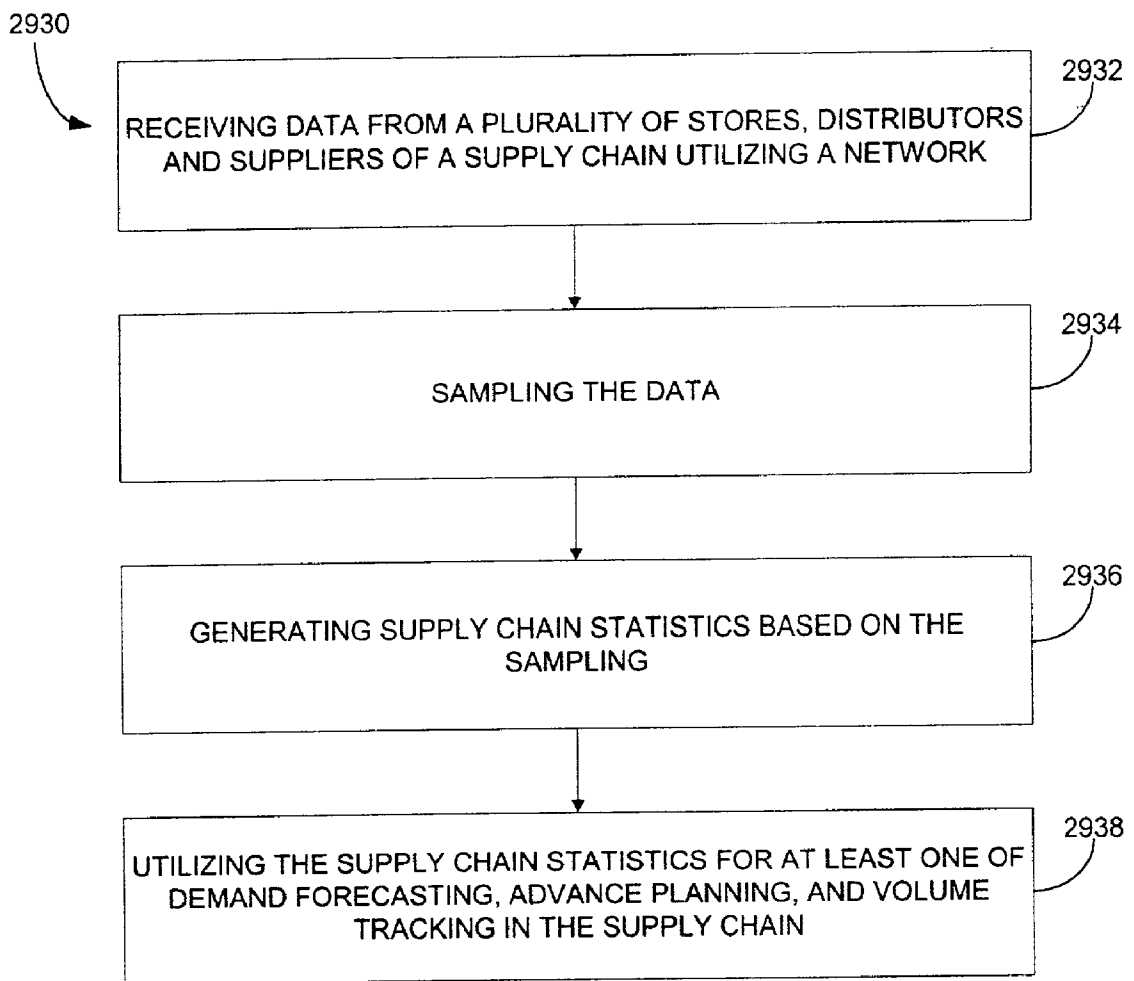 2930
2932
RECEIVING DATA FROM A PLURALITY OF STORES, DISTRIBUTORS
AND SUPPLIERS OF A SUPPLY CHAIN UTILIZING A NETWORK
2934
SAMPLING THE DATA
2936
GENERATING SUPPLY CHAIN STATISTICS BASED ON THE
SAMPLING
2938
UTILIZING THE SUPPLY CHAIN STATISTICS FOR AT LEAST ONE OF
DEMAND FORECASTING, ADVANCE PLANNING, AND VOLUME
TRACKING IN THE SUPPLY CHAIN